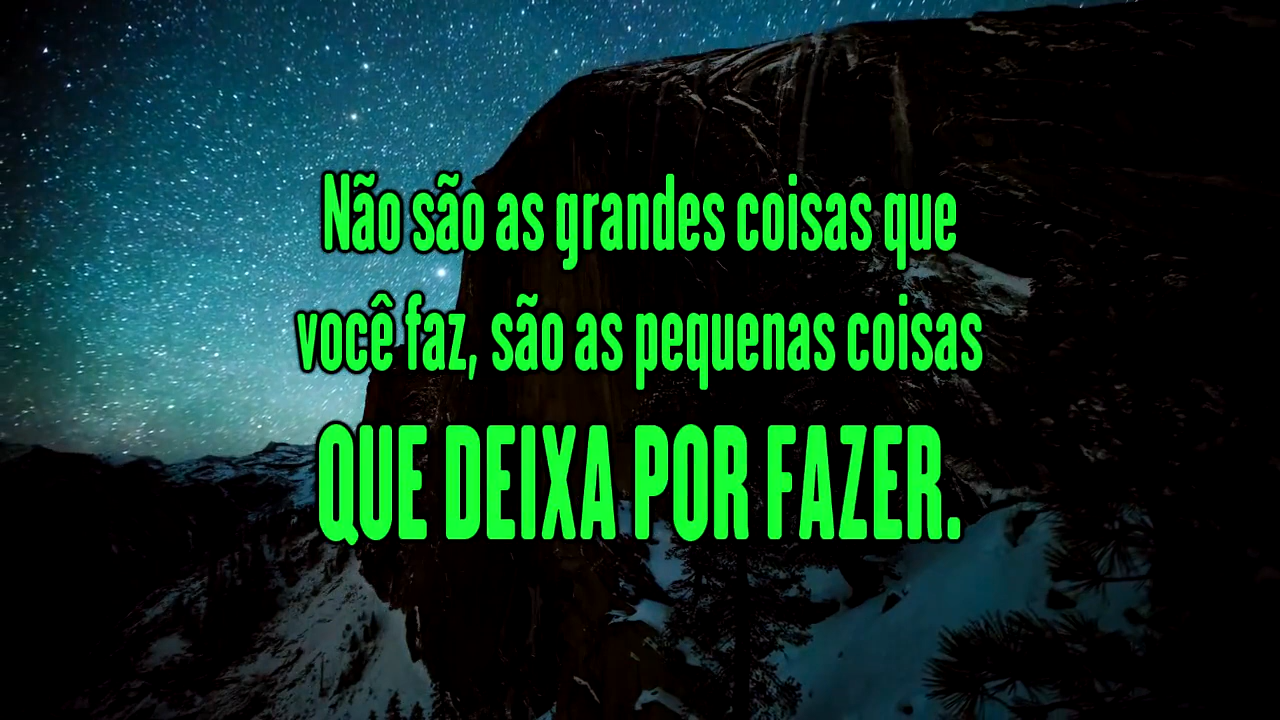 Não são as grandes coisas que
você faz, são as pequenas coisas
QUE DEIXA POR FAZER.